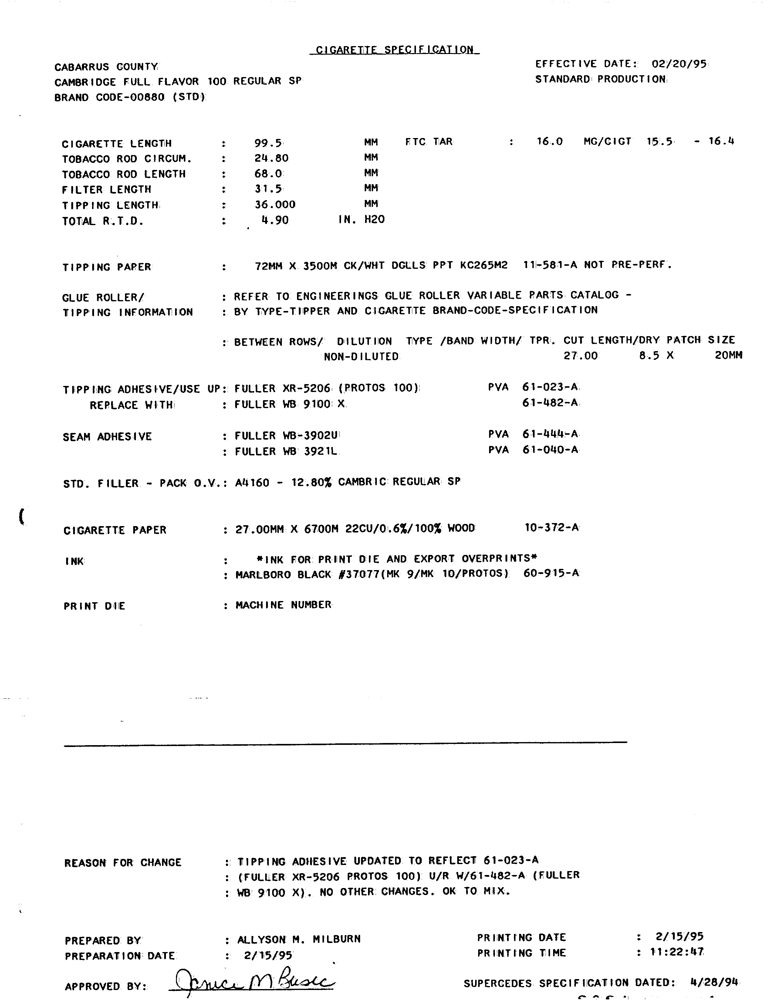 CIGARETTE SPECIFICATION
CABARRUS COUNTY EFFECTIVE DATE: 02/20/95
CAMBRIDGE FULL FLAVOR 100 REGULAR SP STANDARD PRODUCTION
BRAND CODE-00880 (STD)
CIGARETTE LENGTH : 99.5 MM FTC TAR : 16.0 MG/CIGT 15.5 - 16.4
TOBACCO ROD CIRCUM. : 24.80 MM
TOBACCO ROD LENGTH : 68.0 MM
FILTER LENGTH : 31.5 MM
TIPPING LENGTH : 36.000 MM
TOTAL R.T.D. : 4.90 IN. H2O
TIPPING PAPER : 72MM X 3500M CK/WHT DGLLS PPT KC265M2 11-581-A NOT PRE-PERF.
GLUE ROLLER/ : REFER TO ENGINEERINGS GLUE ROLLER VARIABLE PARTS CATALOG -
TIPPING INFORMATION : BY TYPE-TIPPER AND CIGARETTE BRAND-CODE-SPECIFICATION
: BETWEEN ROWS/ DILUTION TYPE /BAND WIDTH/ TPR. CUT LENGTH/DRY PATCH SIZE
NON-DILUTED 27.00 8.5 X 20MM
TIPPING ADHESIVE/USE UP: FULLER XR-5206 (PROTOS 100) PVA 61-023-A
REPLACE WITH : FULLER WB 9100 X 61-482-A
SEAM ADHESIVE : FULLER WB-3902U PVA 61-444-A
: FULLER WB 3921L PVA 61-040-A
STD. FILLER - PACK O.V.: A4160 - 12.80% CAMBRIC REGULAR SP
CIGARETTE PAPER : 27.00MM X 6700M 22CU/0.6%/100% WOOD 10-372-A
INK : *INK FOR PRINT DIE AND EXPORT OVERPRINTS*
: MARLBORO BLACK #37077(MK 9/MK 10/PROTOS) 60-915-A
PRINT DIE : MACHINE NUMBER
REASON FOR CHANGE : TIPPING ADHESIVE UPDATED TO REFLECT 61-023-A
: (FULLER XR-5206 PROTOS 100) U/R W/61-482-A (FULLER
: WB 9100 X). NO OTHER CHANGES. OK TO MIX.
PREPARED BY : ALLYSON M. MILBURN PRINTING DATE : 2/15/95
PREPARATION DATE : 2/15/95 PRINTING TIME : 11:22:47
APPROVED BY: Janice M Busic SUPERCEDES SPECIFICATION DATED: 4/28/94